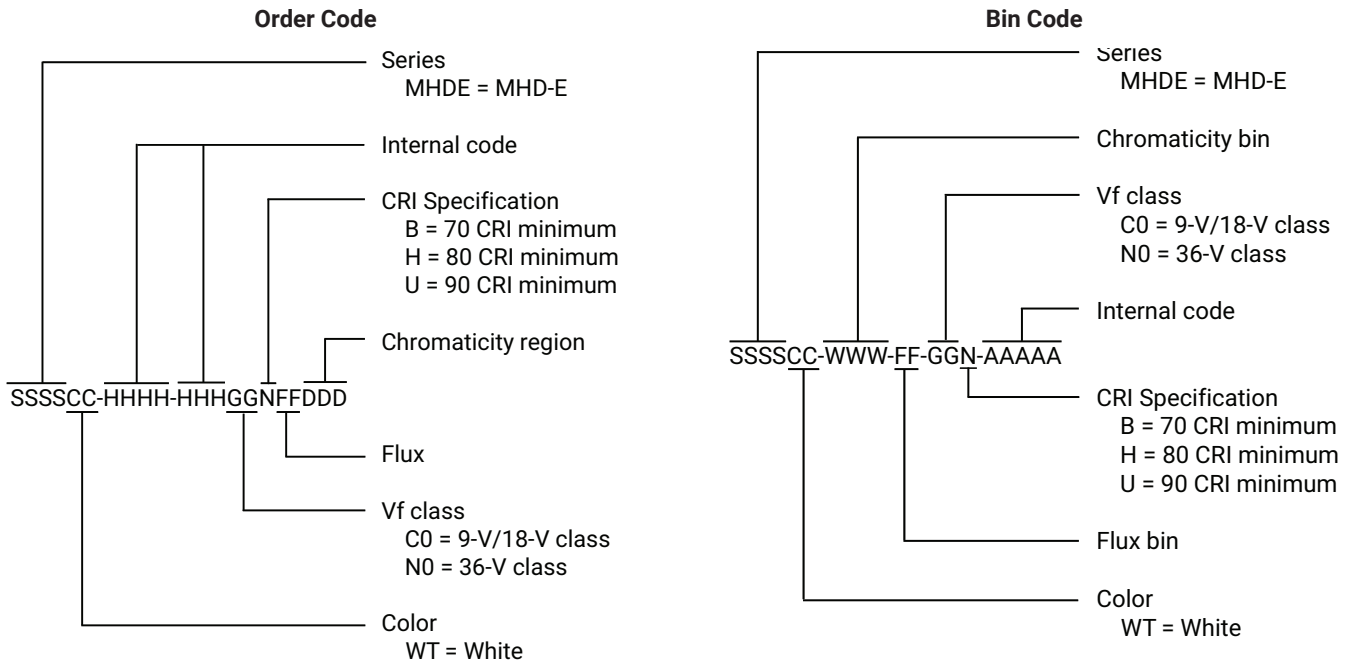 Order Code
Series
MHDE = MHD-E
Internal code
CRI Specification
B = 70 CRI minimum
H = 80 CRI minimum
U = 90 CRI minimum
Chromaticity region
SSSSCC-HHHH-HHHGGNFFDDD
Flux
Vf class
C0 = 9-V/18-V class
N0 = 36-V class
Color
WT = White
Bin Code
Series
MHDE = MHD-E
Chromaticity bin
Vf class
C0 = 9-V/18-V class
N0 = 36-V class
Internal code
SSSSCC-WWW-FF-GGN-AAAAA
CRI Specification
B = 70 CRI minimum
H = 80 CRI minimum
U = 90 CRI minimum
Flux bin
Color
WT = White